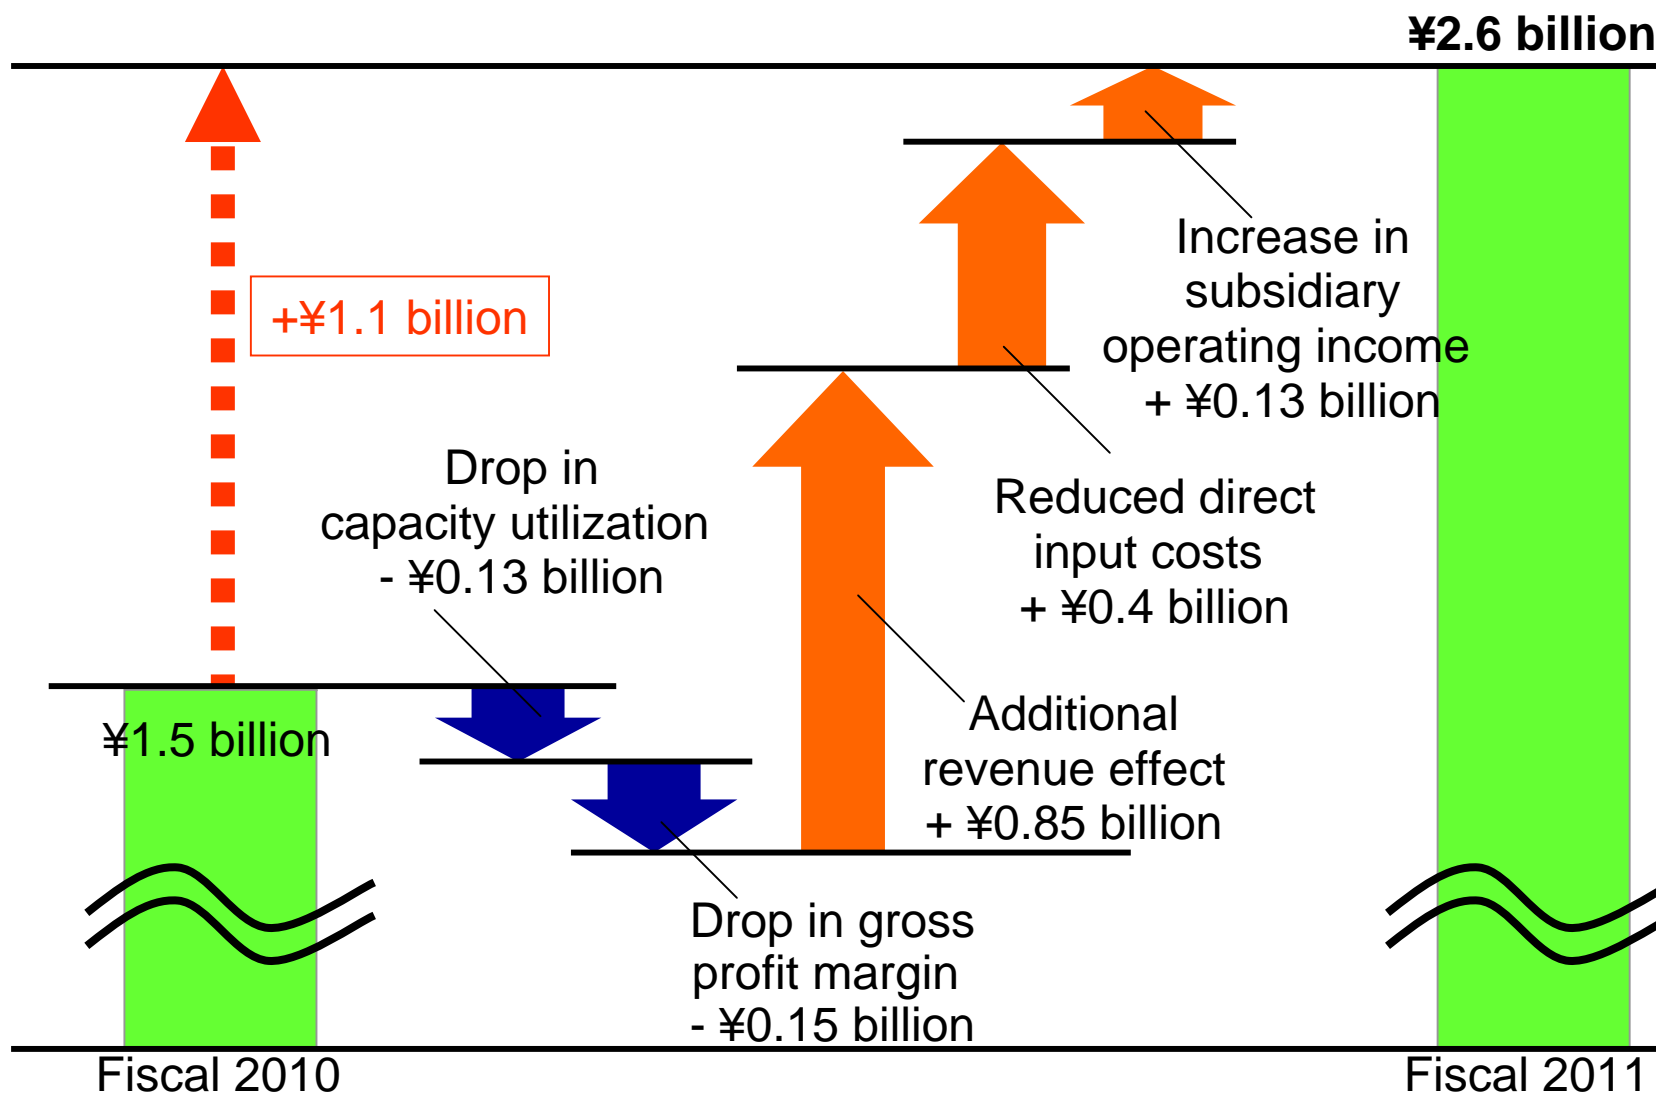 ¥2.6 billion
+¥1.1 billion
Increase in
subsidiary
operating income
+ ¥0.13 billion
Drop in
capacity utilization
- ¥0.13 billion
Reduced direct
input costs
+ ¥0.4 billion
¥1.5 billion
Additional
revenue effect
+ ¥0.85 billion
Drop in gross
profit margin
- ¥0.15 billion
Fiscal 2010
Fiscal 2011